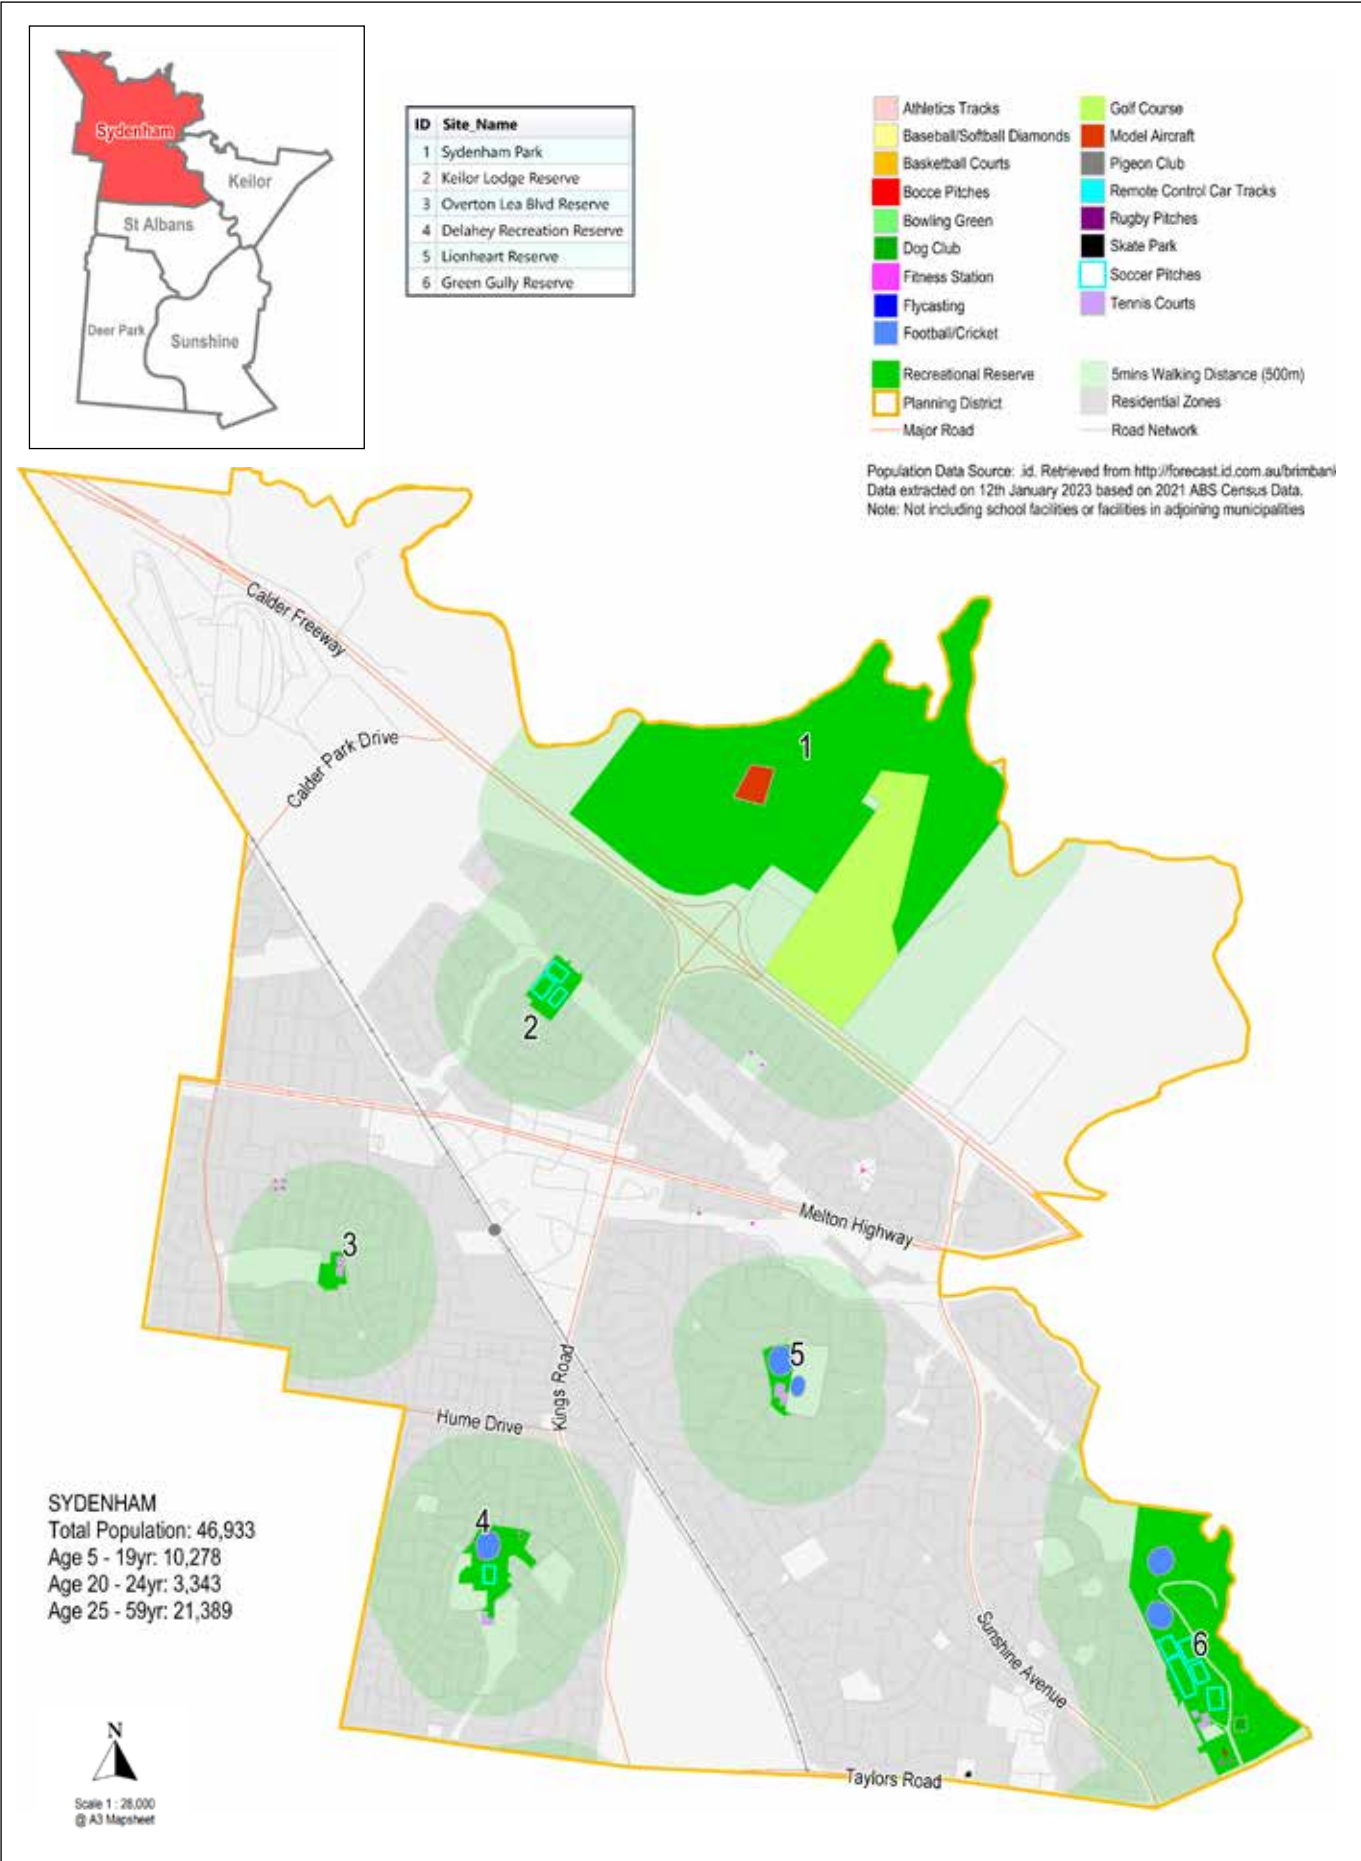 Sydenham
Keilor
St Albans
Deer Park
Sunshine
ID Site_Name
1 Sydenham Park
2 Keilor Lodge Reserve
3 Overton Lea Blvd Reserve
4 Delahey Recreation Reserve
5 Lionheart Reserve
6 Green Gully Reserve
Athletics Tracks
Baseball/Softball Diamonds
Basketball Courts
Bocce Pitches
Bowling Green
Dog Club
Fitness Station
Flycasting
Football/Cricket
Golf Course
Model Aircraft
Pigeon Club
Remote Control Car Tracks
Rugby Pitches
Skate Park
Soccer Pitches
Tennis Courts
Recreational Reserve
Planning District
Major Road
5mins Walking Distance (500m)
Residential Zones
Road Network
Population Data Source: .id. Retrieved from http://forecast.id.com.au/brimbank
Data extracted on 12th January 2023 based on 2021 ABS Census Data.
Note: Not including school facilities or facilities in adjoining municipalities
Calder Freeway
Calder Park Drive
1
2
3
Melton Highway
5
Kings Road
Hume Drive
4
6
Sunshine Avenue
Taylors Road
SYDENHAM
Total Population: 46,933
Age 5 - 19yr: 10,278
Age 20 - 24yr: 3,343
Age 25 - 59yr: 21,389
N
Scale 1 : 28,000
@ A3 Mapsheet